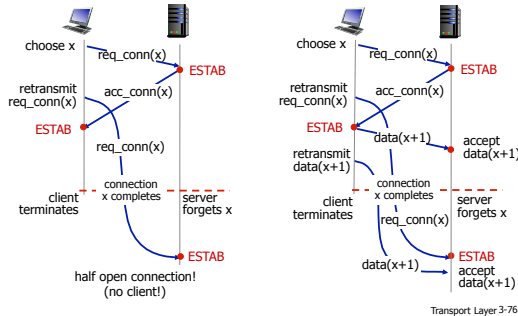 choose x
req_conn(x)
ESTAB
retransmit
req_conn(x)
acc_conn(x)
ESTAB
req_conn(x)
connection
x completes
client
terminates
server
forgets x
ESTAB
half open connection!
(no client!)
choose x
req_conn(x)
ESTAB
retransmit
req_conn(x)
acc_conn(x)
ESTAB
data(x+1)
accept
data(x+1)
retransmit
data(x+1)
connection
x completes
client
terminates
server
forgets x
req_conn(x)
ESTAB
data(x+1)
accept
data(x+1)
Transport Layer 3-76